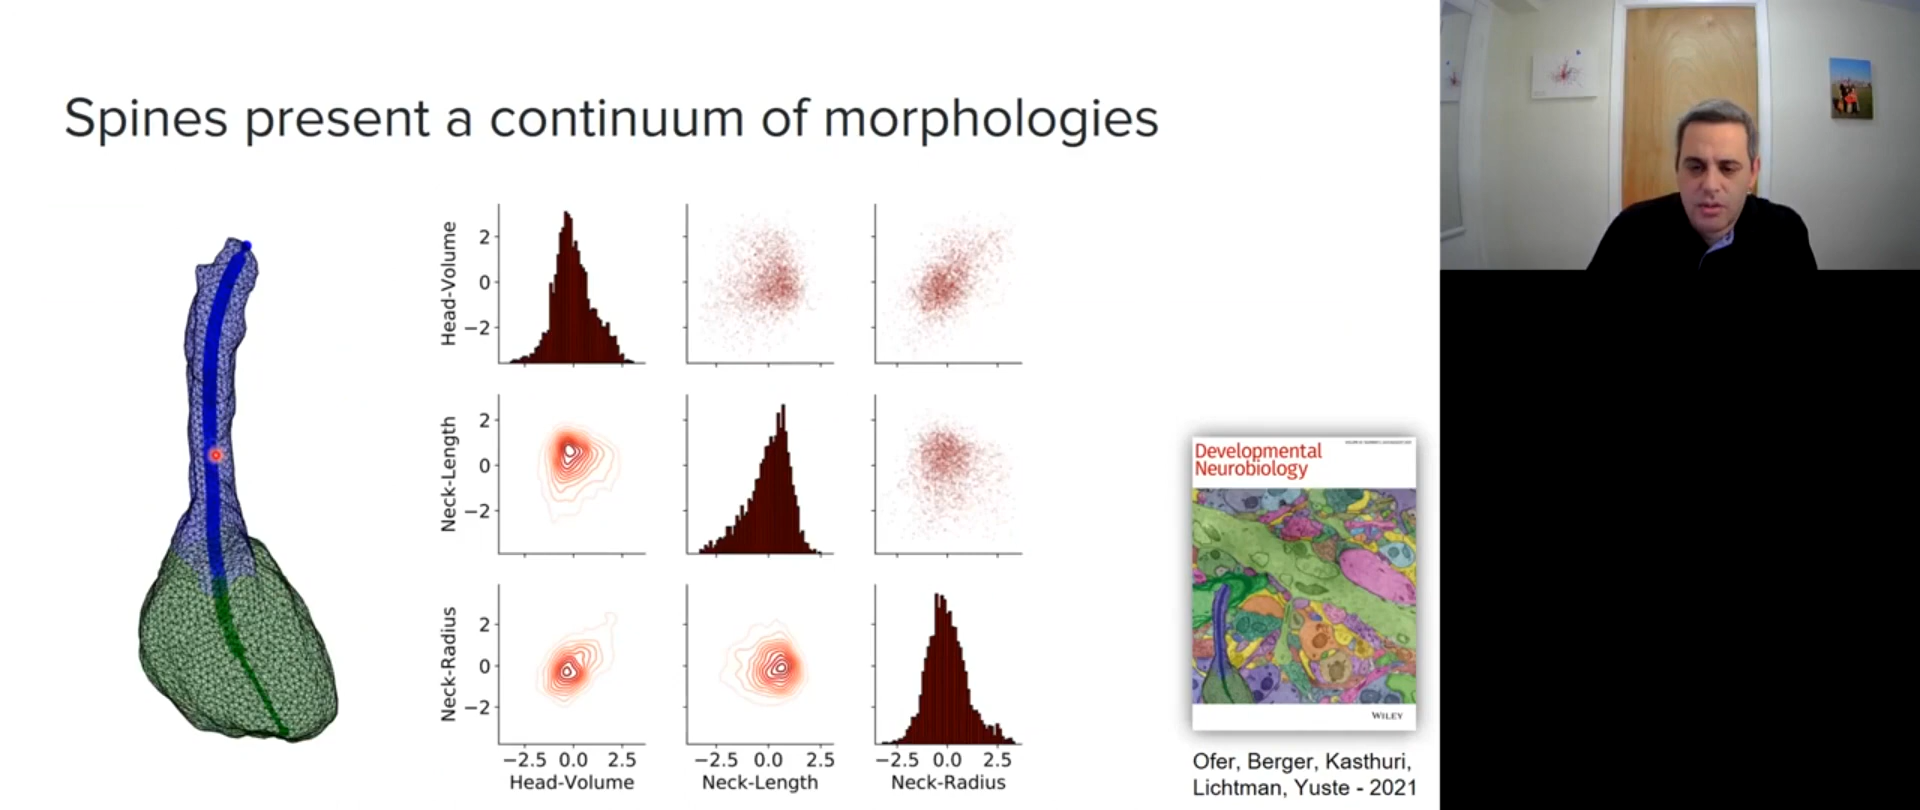 Spines present a continuum of morphologies
Head-Volume
2
0
−2
Neck-Length
2
0
−2
Neck-Radius
2
0
−2
−2.5 0.0 2.5
Head-Volume
−2.5 0.0 2.5
Neck-Length
−2.5 0.0 2.5
Neck-Radius
Developmental
Neurobiology
WILEY
Ofer, Berger, Kasthuri,
Lichtman, Yuste - 2021